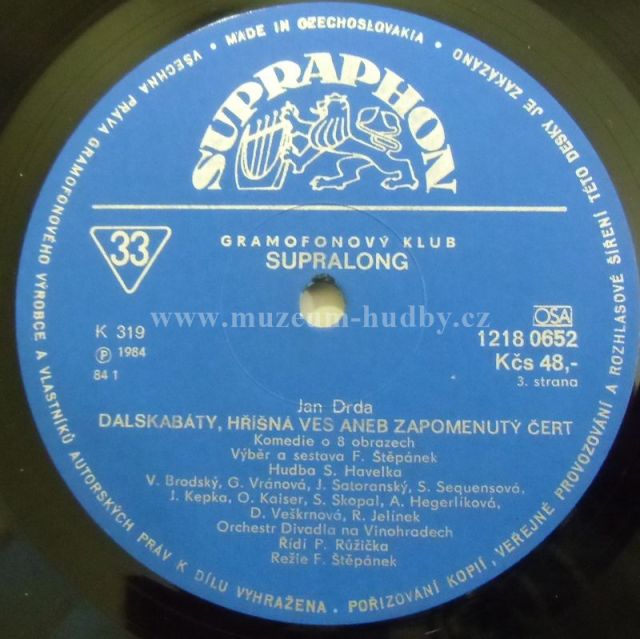 VŠECHNA PRÁVA GRAMOFONOVÉHO VÝROBCE A VLASTNÍKŮ AUTORSKÝCH PRÁV K DÍLU VYHRAŽENA. POŘIZOVÁNÍ KOPIÍ, VEŘEJNÉ PROVOZOVÁNÍ A ROZHLASOVÉ ŠÍŘENÍ TÉTO DESKY JE ZAKÁZÁNO • MADE IN CZECHOSLOVAKIA •
SUPRAPHON
33
GRAMOFONOVÝ KLUB
SUPRALONG
www.muzeum-hudby.cz
K 319
Ⓟ 1984
84 1
OSA
1218 0652
Kčs 48,-
3. strana
Jan Drda
DALSKABÁTY, HŘÍŠNÁ VES ANEB ZAPOMENUTÝ ČERT
Komedie o 8 obrazech
Výběr a sestava F. Štěpánek
Hudba S. Havelka
V. Brodský, G. Vránová, J. Satoranský, S. Sequensová,
J. Kepka, O. Kaiser, S. Skopal, A. Hegerlíková,
D. Veškrnová, R. Jelínek
Orchestr Divadla na Vinohradech
Řídí P. Růžička
Režie F. Štěpánek